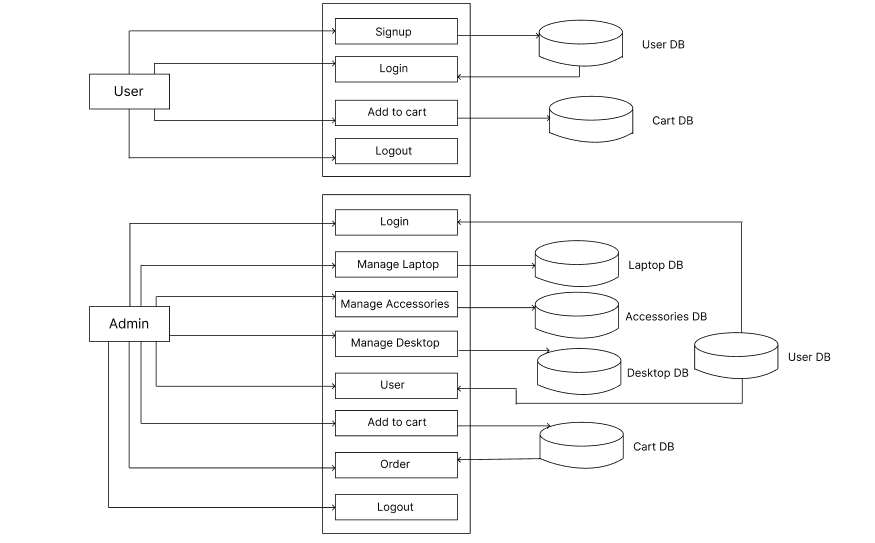 Signup
User DB
Login
User
Add to cart
Cart DB
Logout
Login
Manage Laptop
Laptop DB
Manage Accessories
Accessories DB
Admin
Manage Desktop
User DB
Desktop DB
User
Add to cart
Cart DB
Order
Logout